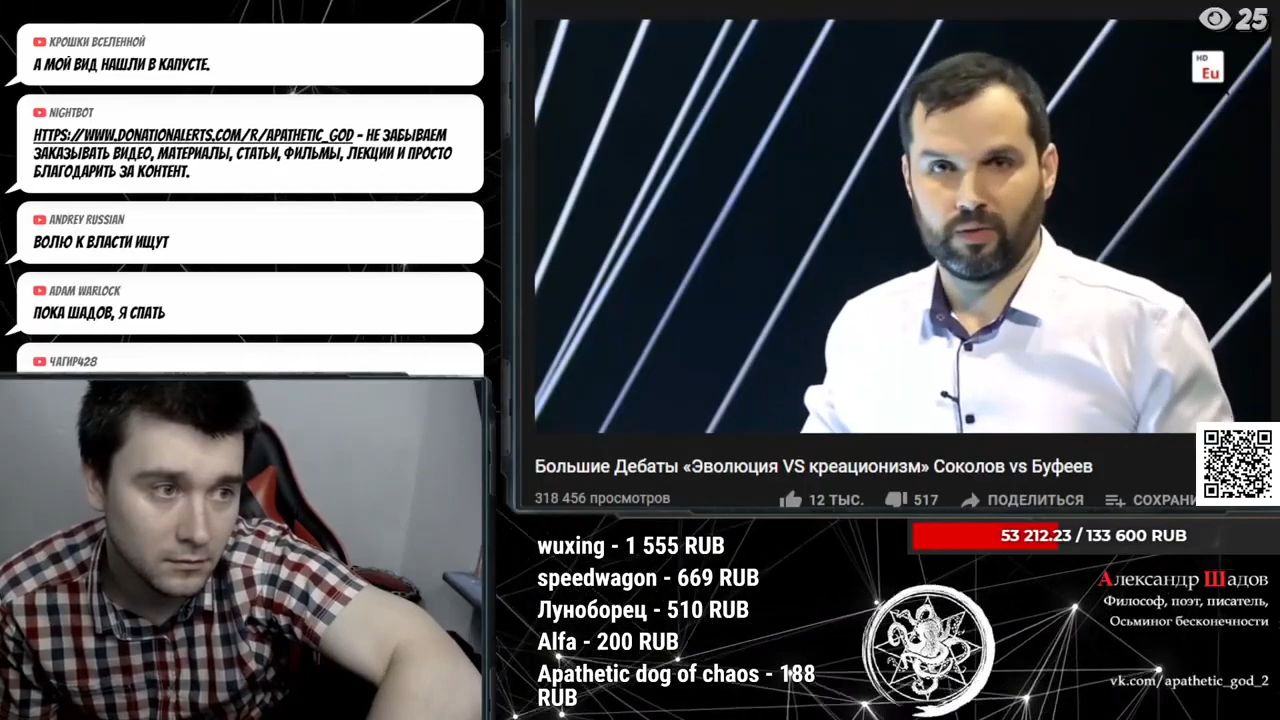 КРОШКИ ВСЕЛЕННОЙ
А МОЙ ВИД НАШЛИ В КАПУСТЕ.
NIGHTBOT
HTTPS://WWW.DONATIONALERTS.COM/R/APATHETIC_GOD - НЕ ЗАБЫВАЕМ
ЗАКАЗЫВАТЬ ВИДЕО, МАТЕРИАЛЫ, СТАТЬИ, ФИЛЬМЫ, ЛЕКЦИИ И ПРОСТО
БЛАГОДАРИТЬ ЗА КОНТЕНТ.
ANDREY RUSSIAN
ВОЛЮ К ВЛАСТИ ИЩУТ
ADAM WARLOCK
ПОКА ШАДОВ, Я СПАТЬ
ЧАГИР428
25
HD
Eu
Большие Дебаты «Эволюция VS креационизм» Соколов vs Буфеев
318 456 просмотров
12 ТЫС.
517
ПОДЕЛИТЬСЯ
СОХРАНИ
53 212.23 / 133 600 RUB
wuxing - 1 555 RUB
speedwagon - 669 RUB
Луноборец - 510 RUB
Alfa - 200 RUB
Apathetic dog of chaos - 188
RUB
Александр Шадов
Философ, поэт, писатель,
Осьминог бесконечности
vk.com/apathetic_god_2